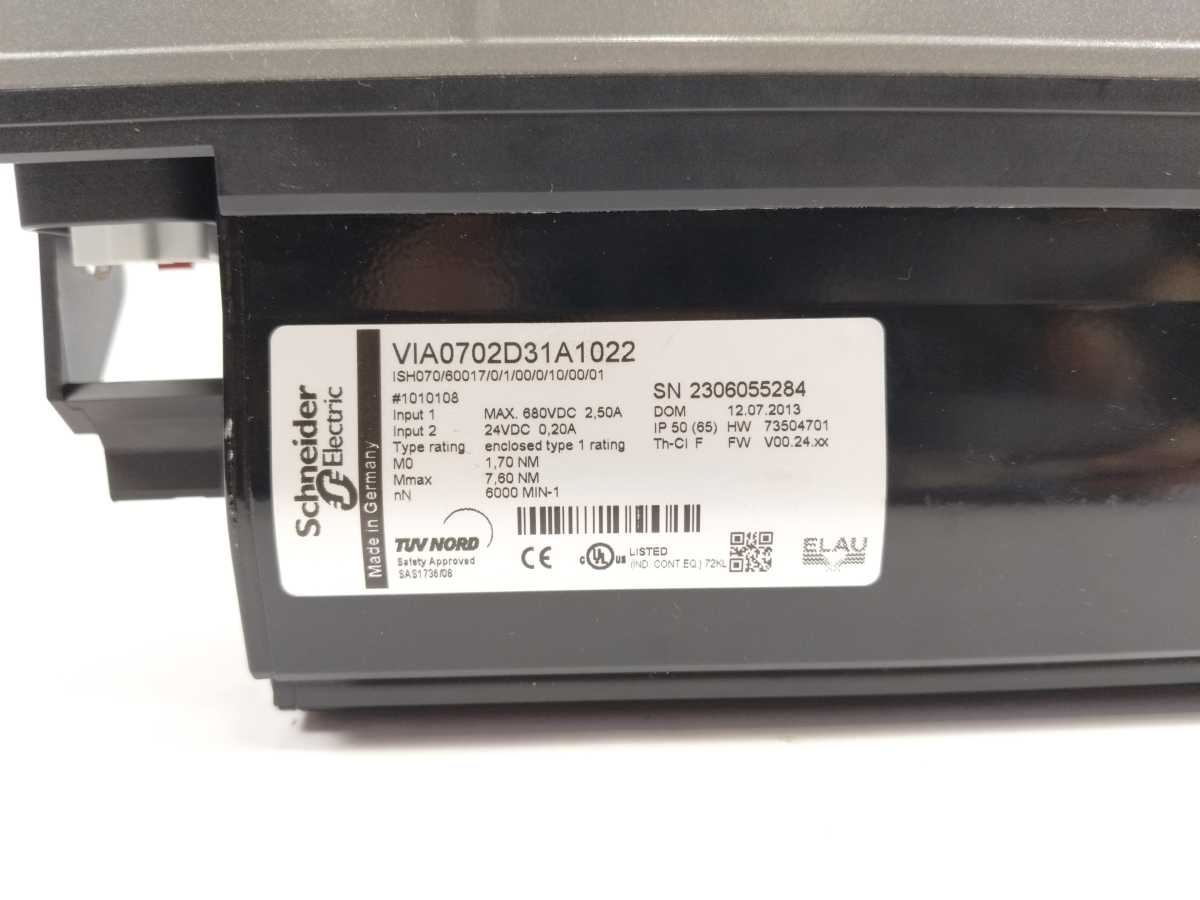 Schneider
Electric
Made in Germany
VIA0702D31A1022
ISH070/60017/0/1/00/0/10/00/01
#1010108
Input 1 MAX. 680VDC 2,50A
Input 2 24VDC 0,20A
Type rating enclosed type 1 rating
M0 1,70 NM
Mmax 7,60 NM
nN 6000 MIN-1
SN 2306055284
DOM 12.07.2013
IP 50 (65) HW 73504701
Th-Cl F FW V00.24.xx
TUV NORD
Safety Approved
SAS1736/08
CE
c UL us LISTED
(IND. CONT.EQ.) 72KL
ELAU